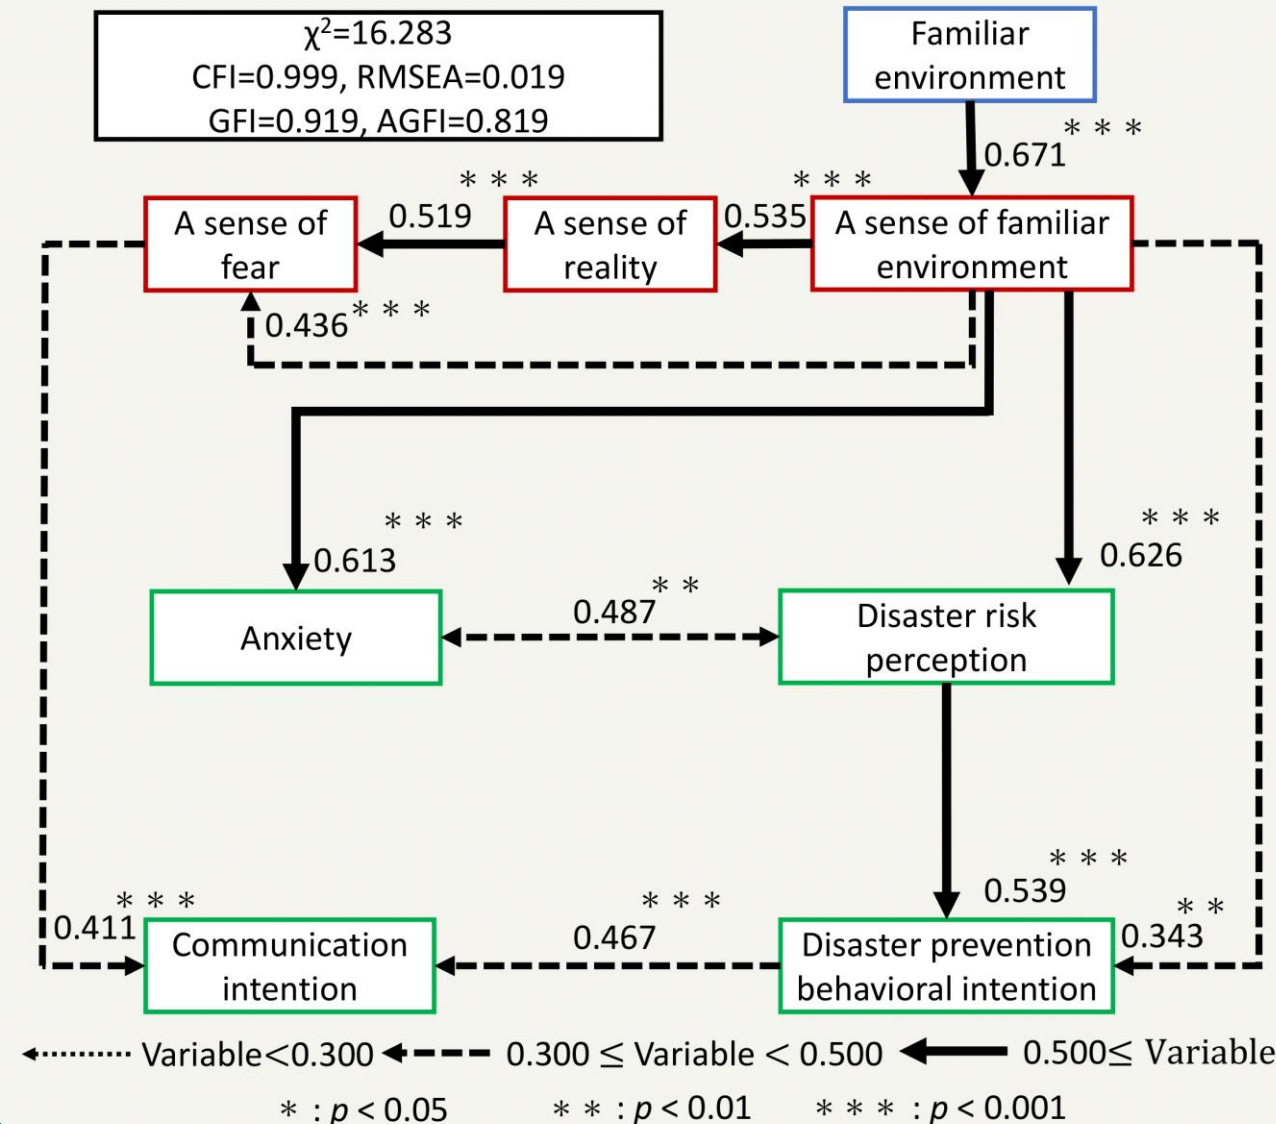 χ²=16.283
CFI=0.999, RMSEA=0.019
GFI=0.919, AGFI=0.819
Familiar
environment
***
0.671
***
0.519
***
0.535
A sense of
fear
A sense of
reality
A sense of familiar
environment
0.436***
***
0.613
***
0.626
**
0.487
Anxiety
Disaster risk
perception
***
0.539
***
0.411
***
0.467
**
0.343
Communication
intention
Disaster prevention
behavioral intention
Variable<0.300 0.300 ≤ Variable < 0.500 0.500≤ Variable
* : p < 0.05 ** : p < 0.01 *** : p < 0.001